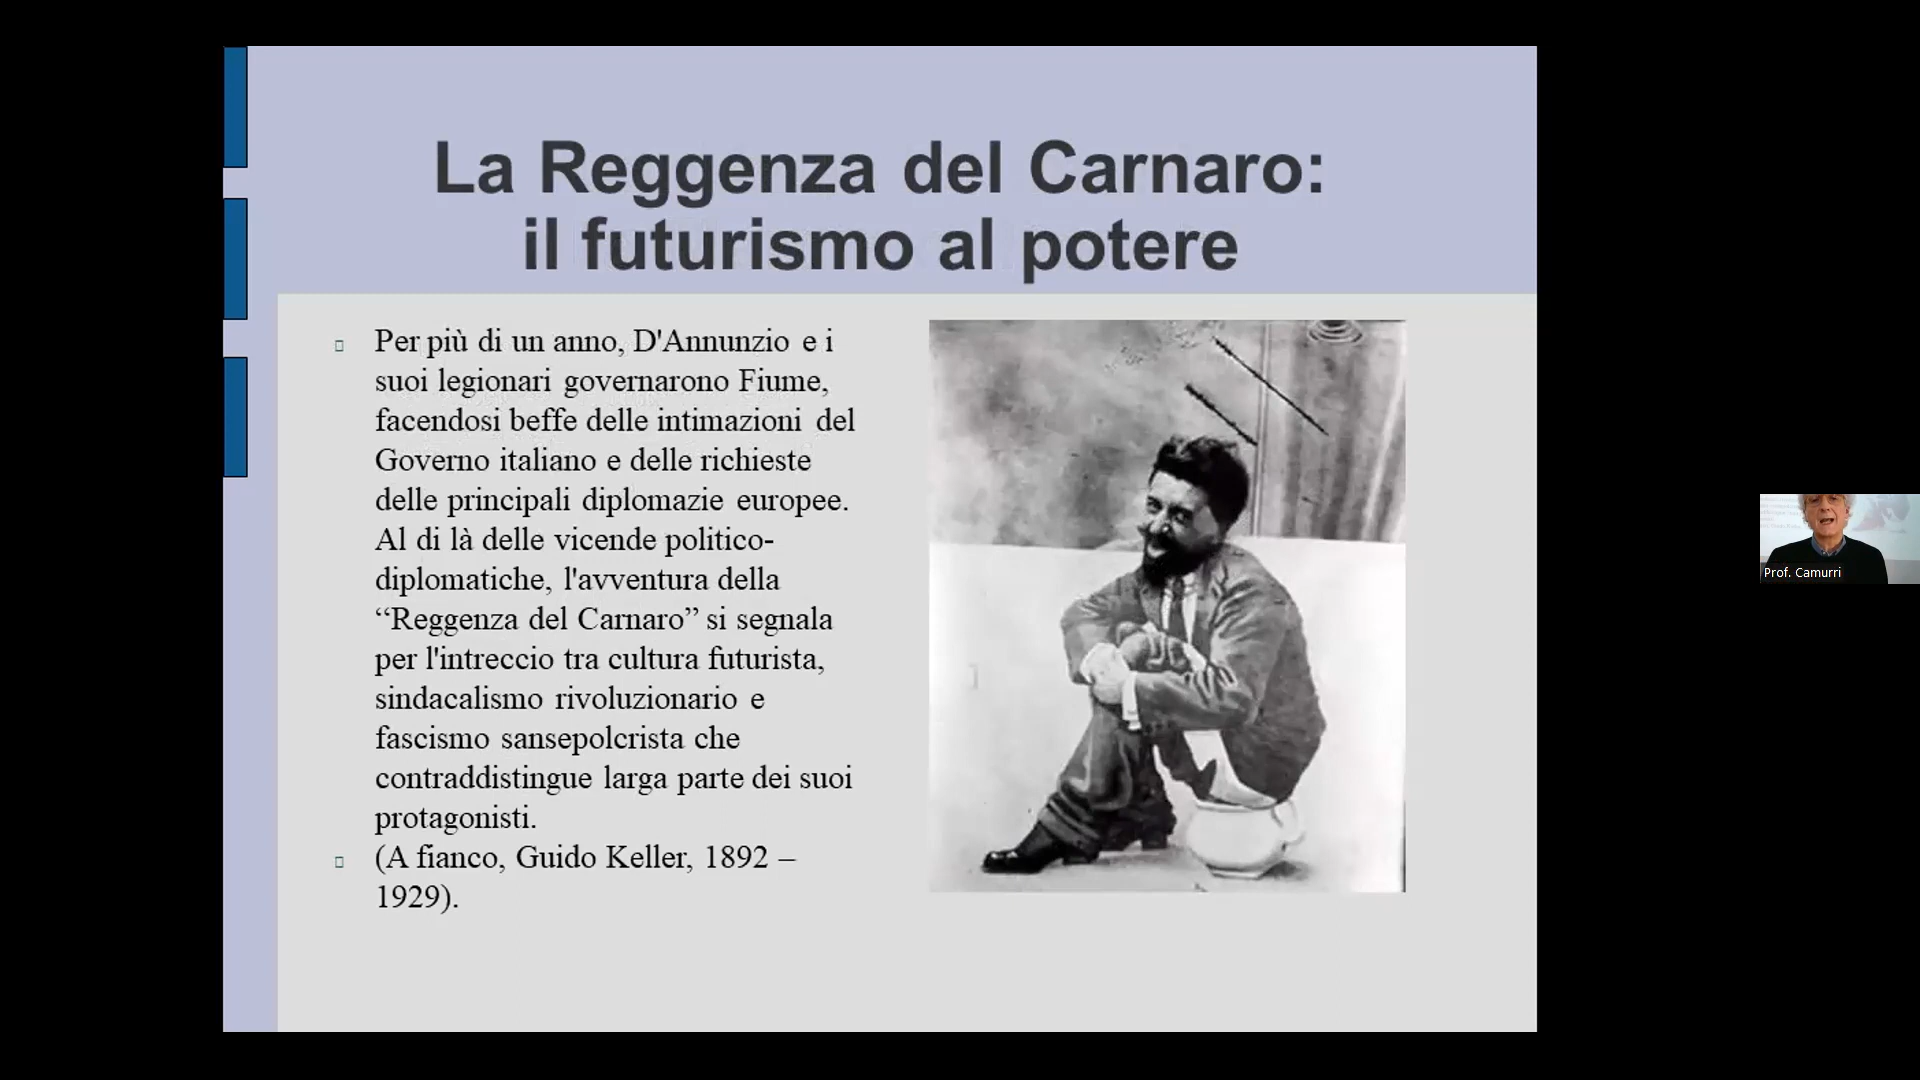 La Reggenza del Carnaro:
il futurismo al potere
Per più di un anno, D'Annunzio e i
suoi legionari governarono Fiume,
facendosi beffe delle intimazioni del
Governo italiano e delle richieste
delle principali diplomazie europee.
Al di là delle vicende politico-
diplomatiche, l'avventura della
“Reggenza del Carnaro” si segnala
per l'intreccio tra cultura futurista,
sindacalismo rivoluzionario e
fascismo sansepolcrista che
contraddistingue larga parte dei suoi
protagonisti.
(A fianco, Guido Keller, 1892 –
1929).
Prof. Camurri